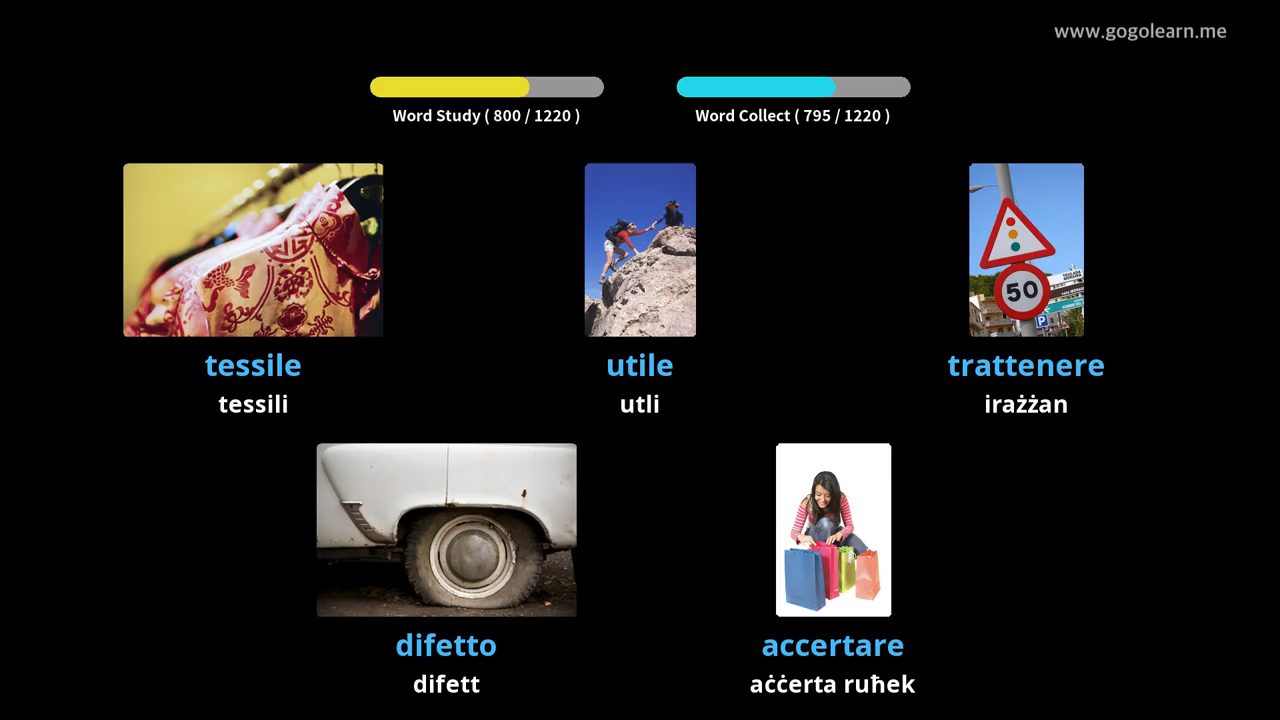 www.gogolearn.me
Word Study ( 800 / 1220 )
Word Collect ( 795 / 1220 )
50
P
tessile
utile
trattenere
tessili
utli
irażżan
difetto
accertare
difett
aċċerta ruħek